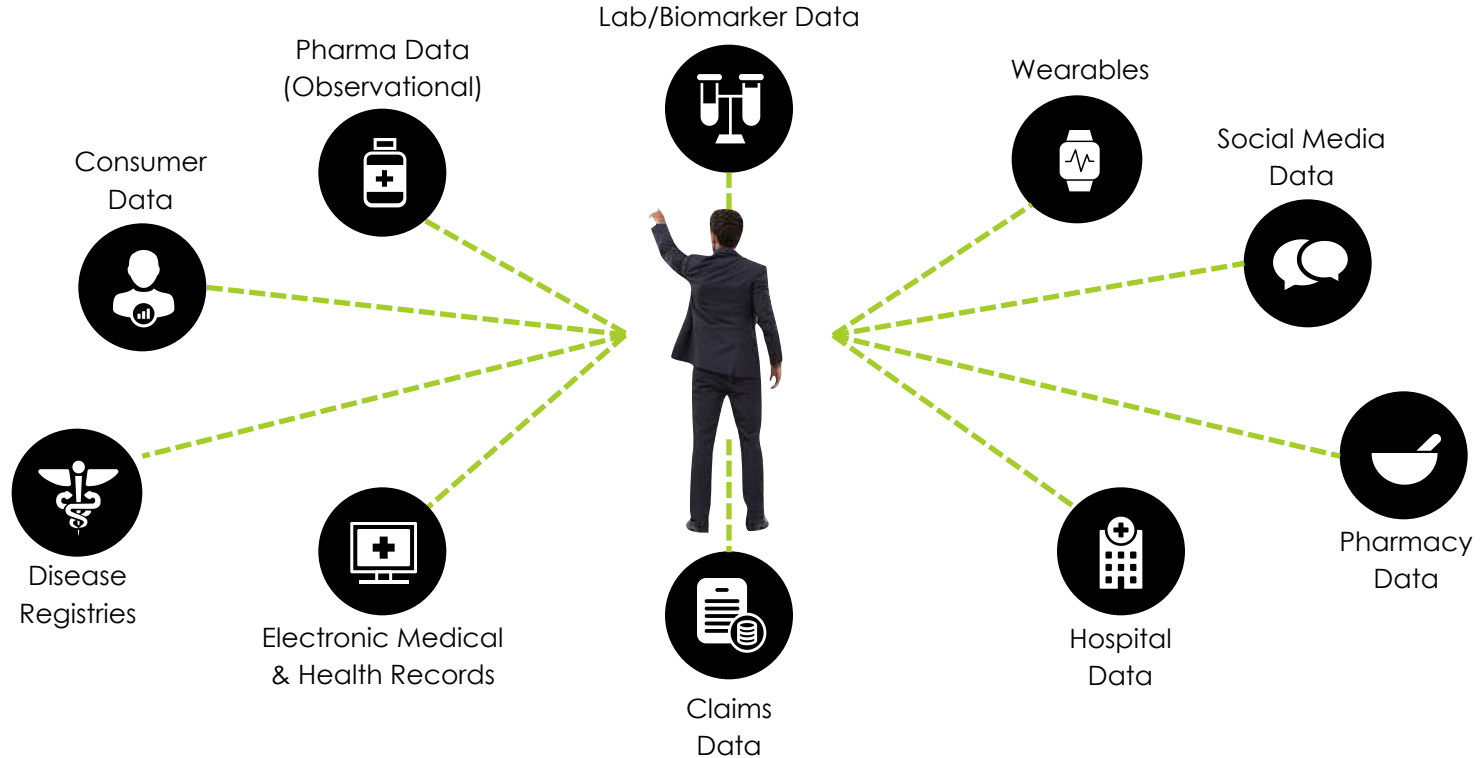 Lab/Biomarker Data
Pharma Data
(Observational)
Wearables
Social Media
Data
Consumer
Data
Pharmacy
Data
Disease
Registries
Electronic Medical
& Health Records
Hospital
Data
Claims
Data